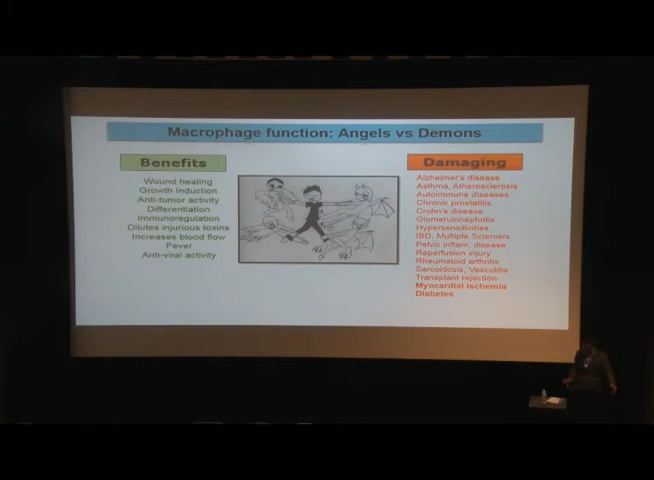 Macrophage function: Angels vs Demons
Benefits
Wound healing
Growth Induction
Anti-tumor activity
Differentiation
Immunoregulation
Dilutes injurious toxins
Increases blood flow
Fever
Anti-viral activity
Damaging
Alzheimer's disease
Asthma, Atherosclerosis
Autoimmune diseases
Chronic prostatitis
Crohn's disease
Glomerulonephritis
Hypersensitivities
IBD, Multiple Sclerosis
Pelvic inflam. disease
Reperfusion injury
Rheumatoid arthritis
Sarcoidosis, Vasculitis
Transplant rejection
Myocardial ischemia
Diabetes